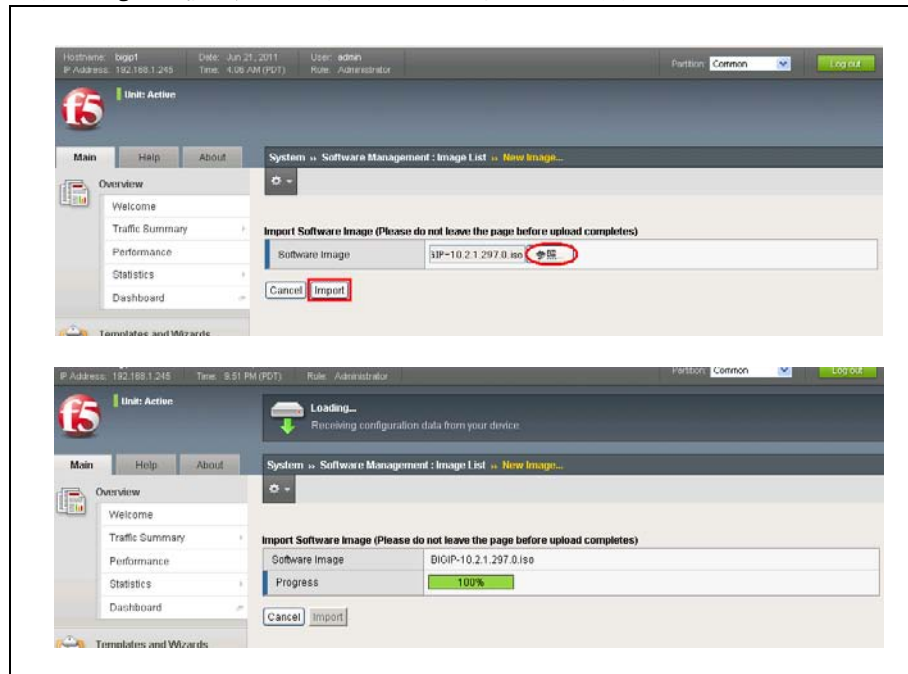 Hostname: bigip1 Date: Jun 21, 2011 User: admin
IP Address: 192.168.1.245 Time: 4:06 AM (PDT) Role: Administrator
Partition: Common Log out
f5
Unit: Active
Main Help About
System ›› Software Management : Image List ›› New Image...
Overview
Welcome
Traffic Summary
Performance
Statistics
Dashboard
Templates and Wizards
Import Software Image (Please do not leave the page before upload completes)
Software Image IIP-10.2.1.297.0.iso 参照
Cancel Import
IP Address: 192.168.1.245 Time: 9:51 PM (PDT) Role: Administrator
Partition: Common Log out
f5
Unit: Active
Loading...
Receiving configuration data from your device.
Main Help About
System ›› Software Management : Image List ›› New Image...
Overview
Welcome
Traffic Summary
Performance
Statistics
Dashboard
Templates and Wizards
Import Software Image (Please do not leave the page before upload completes)
Software Image BIGIP-10.2.1.297.0.iso
Progress 100%
Cancel Import